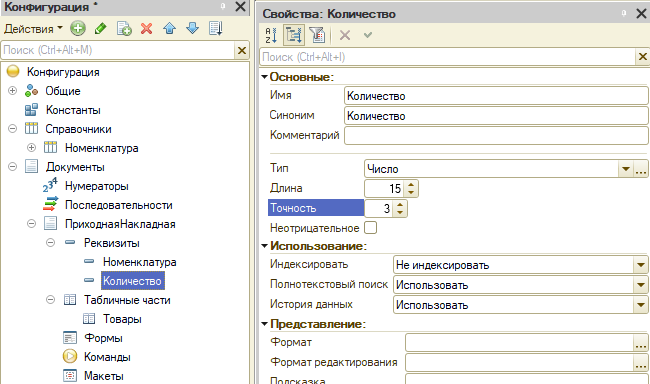 Конфигурация *
Действия
Поиск (Ctrl+Alt+M)
Конфигурация
Общие
Константы
Справочники
Номенклатура
Документы
Нумераторы
Последовательности
ПриходнаяНакладная
Реквизиты
Номенклатура
Количество
Табличные части
Товары
Формы
Команды
Макеты
Свойства: Количество
Поиск (Ctrl+Alt+I)
Основные:
Имя Количество
Синоним Количество
Комментарий
Тип Число ...
Длина 15
Точность 3
Неотрицательное
Использование:
Индексировать Не индексировать
Полнотекстовый поиск Использовать
История данных Использовать
Представление:
Формат ...
Формат редактирования ...
Подсказка